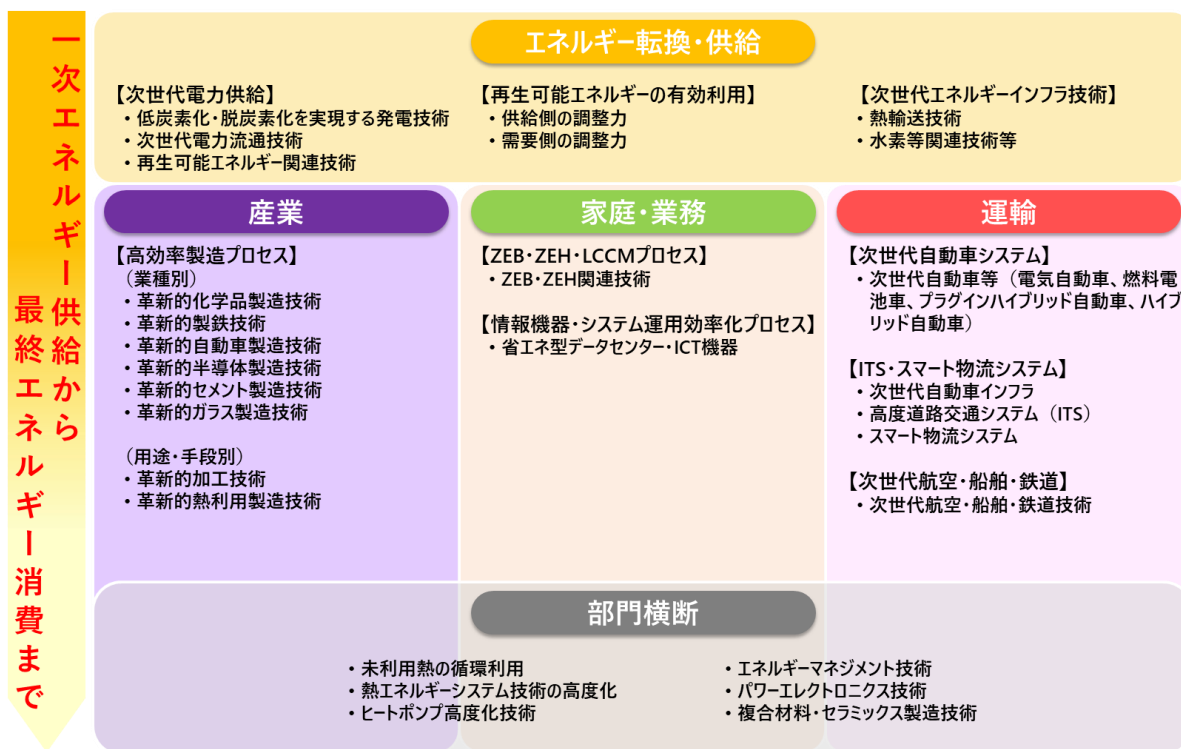 一次エネルギー供給から
最終エネルギー消費まで
エネルギー転換・供給
【次世代電力供給】
・低炭素化・脱炭素化を実現する発電技術
・次世代電力流通技術
・再生可能エネルギー関連技術
【再生可能エネルギーの有効利用】
・供給側の調整力
・需要側の調整力
【次世代エネルギーインフラ技術】
・熱輸送技術
・水素等関連技術等
産業
【高効率製造プロセス】
（業種別）
・革新的化学品製造技術
・革新的製鉄技術
・革新的自動車製造技術
・革新的半導体製造技術
・革新的セメント製造技術
・革新的ガラス製造技術
（用途・手段別）
・革新的加工技術
・革新的熱利用製造技術
家庭・業務
【ZEB・ZEH・LCCMプロセス】
・ZEB・ZEH関連技術
【情報機器・システム運用効率化プロセス】
・省エネ型データセンター・ICT機器
運輸
【次世代自動車システム】
・次世代自動車等（電気自動車、燃料電
池車、プラグインハイブリッド自動車、ハイブ
リッド自動車）
【ITS・スマート物流システム】
・次世代自動車インフラ
・高度道路交通システム（ITS）
・スマート物流システム
【次世代航空・船舶・鉄道】
・次世代航空・船舶・鉄道技術
部門横断
・未利用熱の循環利用
・熱エネルギーシステム技術の高度化
・ヒートポンプ高度化技術
・エネルギーマネジメント技術
・パワーエレクトロニクス技術
・複合材料・セラミックス製造技術